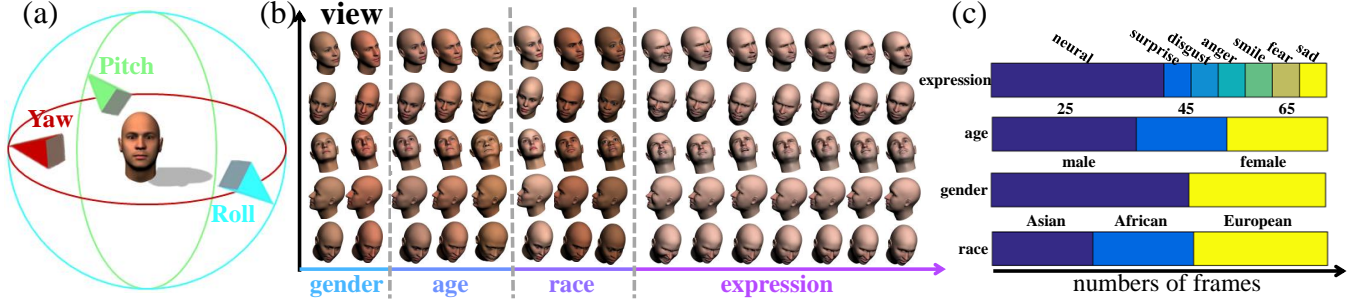 (a)
Pitch
Yaw
Roll
(b)
view
gender age race expression
(c)
neural surprise disgust anger smile fear sad
expression
25 45 65
age
male female
gender
Asian African European
race
numbers of frames